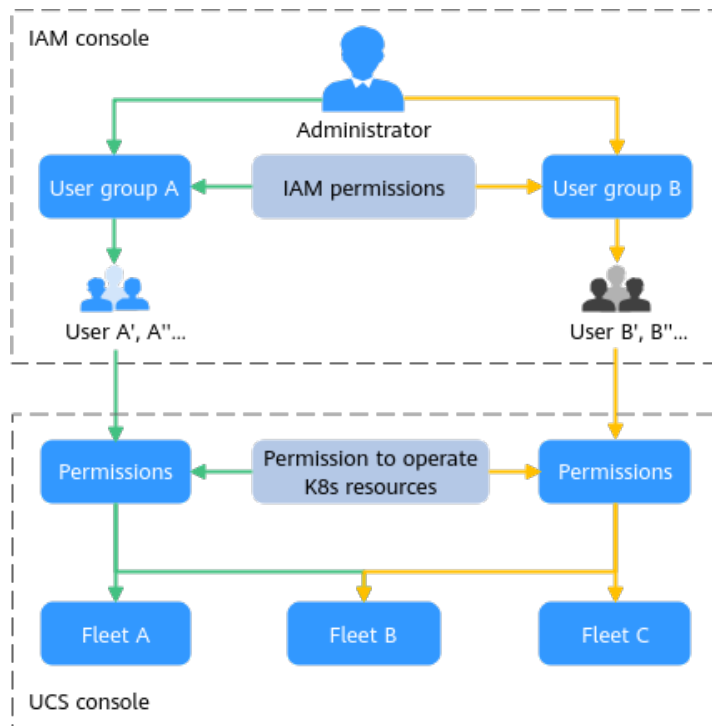 IAM console
Administrator
User group A
IAM permissions
User group B
User A', A"...
User B', B"...
Permissions
Permission to operate
K8s resources
Permissions
Fleet A
Fleet B
Fleet C
UCS console